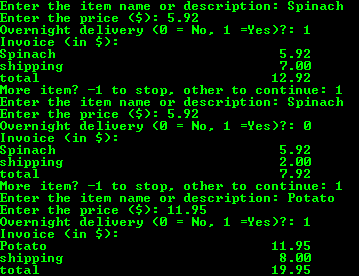 Enter the item name or description: Spinach
Enter the price ($): 5.92
Overnight delivery (0 = No, 1 =Yes)?: 1
Invoice (in $):
Spinach 5.92
shipping 7.00
total 12.92
More item? -1 to stop, other to continue: 1
Enter the item name or description: Spinach
Enter the price ($): 5.92
Overnight delivery (0 = No, 1 =Yes)?: 0
Invoice (in $):
Spinach 5.92
shipping 2.00
total 7.92
More item? -1 to stop, other to continue: 1
Enter the item name or description: Potato
Enter the price ($): 11.95
Overnight delivery (0 = No, 1 =Yes)?: 1
Invoice (in $):
Potato 11.95
shipping 8.00
total 19.95